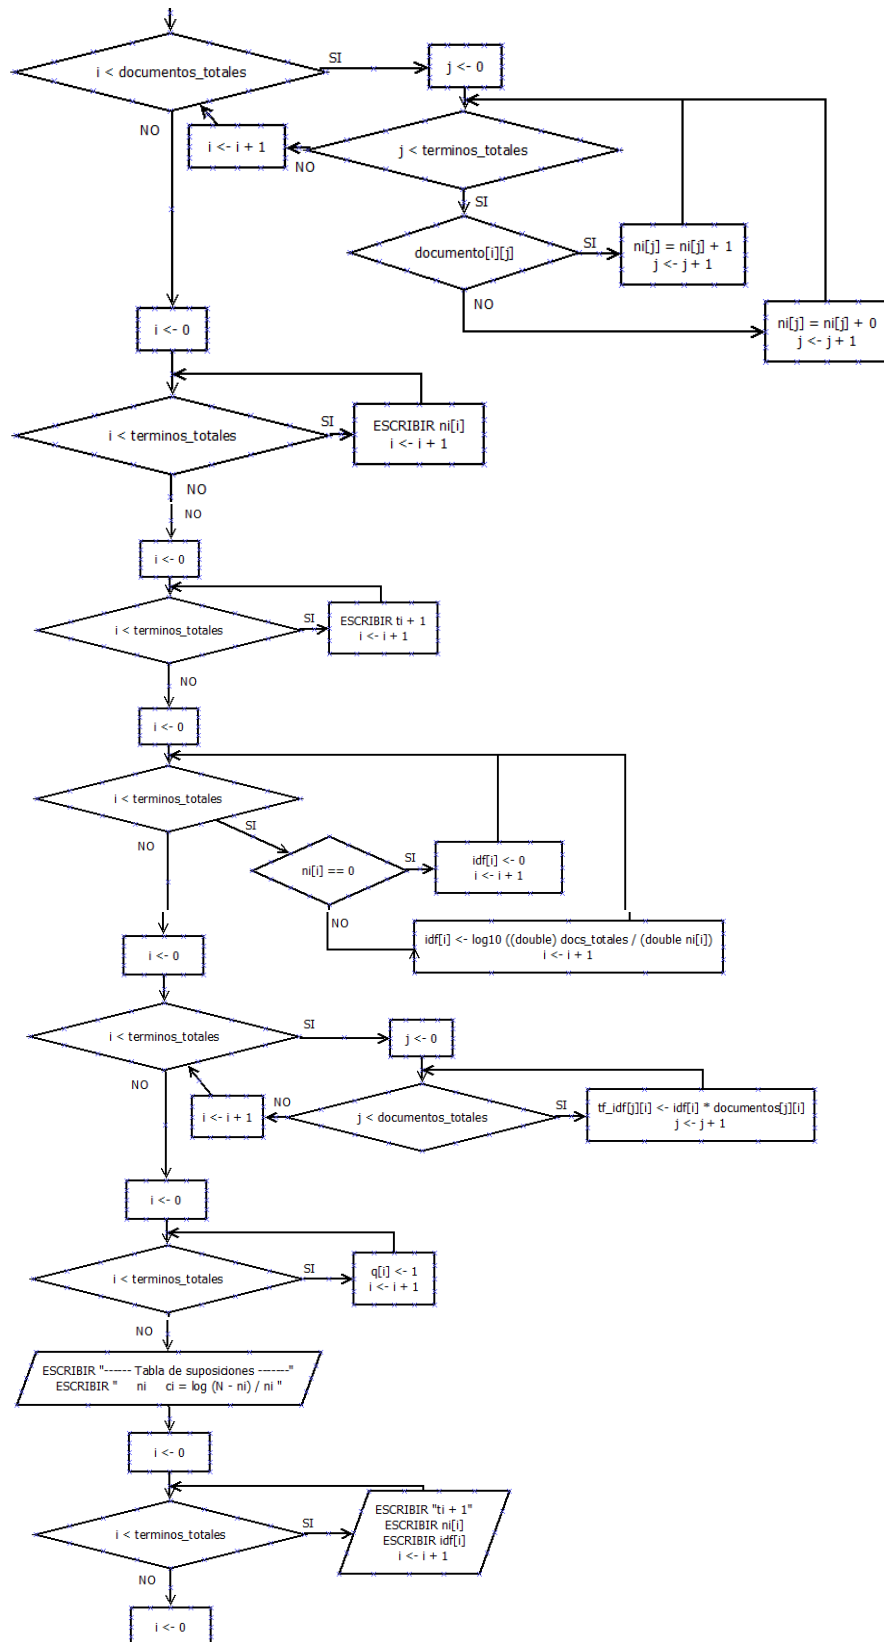 i < documentos_totales
SI
j <- 0
NO
i <- i + 1
NO
j < terminos_totales
SI
documento[i][j]
SI
ni[j] = ni[j] + 1
j <- j + 1
NO
ni[j] = ni[j] + 0
j <- j + 1
i <- 0
i < terminos_totales
SI
ESCRIBIR ni[i]
i <- i + 1
NO
NO
i <- 0
i < terminos_totales
SI
ESCRIBIR ti + 1
i <- i + 1
NO
i <- 0
i < terminos_totales
SI
NO
ni[i] == 0
SI
idf[i] <- 0
i <- i + 1
NO
idf[i] <- log10 ((double) docs_totales / (double ni[i])
i <- i + 1
i <- 0
i < terminos_totales
SI
j <- 0
NO
i <- i + 1
NO
j < documentos_totales
SI
tf_idf[j][i] <- idf[i] * documentos[j][i]
j <- j + 1
i <- 0
i < terminos_totales
SI
q[i] <- 1
i <- i + 1
NO
ESCRIBIR "------ Tabla de suposiciones -------"
ESCRIBIR " ni ci = log (N - ni) / ni "
i <- 0
i < terminos_totales
SI
ESCRIBIR "ti + 1"
ESCRIBIR ni[i]
ESCRIBIR idf[i]
i <- i + 1
NO
i <- 0